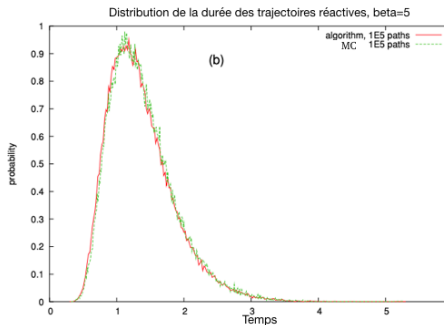 Distribution de la durée des trajectoires réactives, beta=5
algorithm, 1E5 paths
MC 1E5 paths
(b)
probability
1
0.9
0.8
0.7
0.6
0.5
0.4
0.3
0.2
0.1
0
0 1 2 3 4 5
Temps